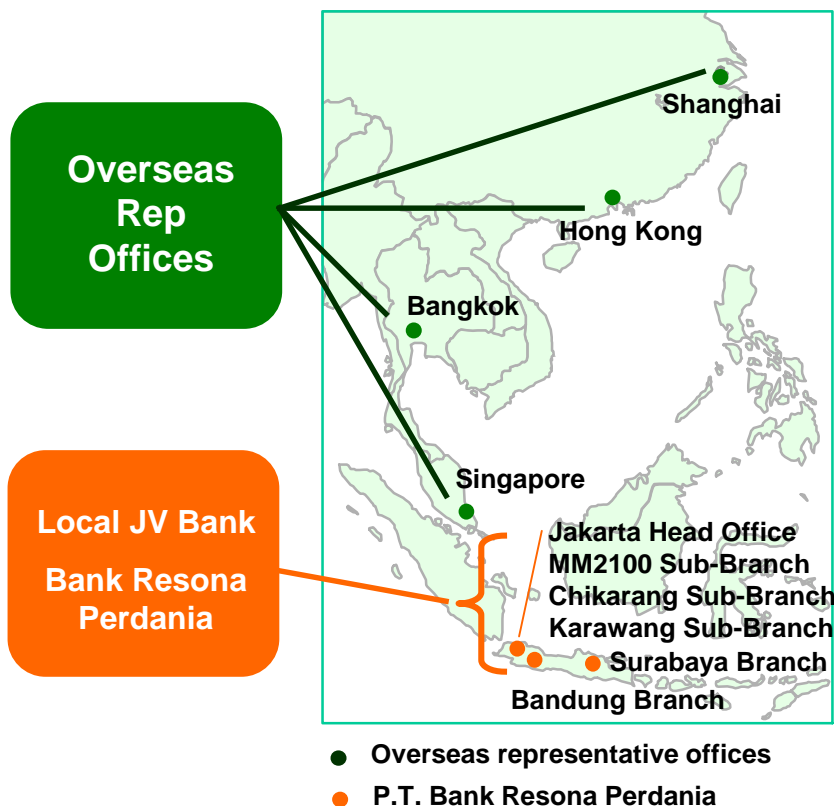 Overseas
Rep
Offices
Shanghai
Hong Kong
Bangkok
Singapore
Local JV Bank
Bank Resona
Perdania
Jakarta Head Office
MM2100 Sub-Branch
Chikarang Sub-Branch
Karawang Sub-Branch
Surabaya Branch
Bandung Branch
Overseas representative offices
P.T. Bank Resona Perdania